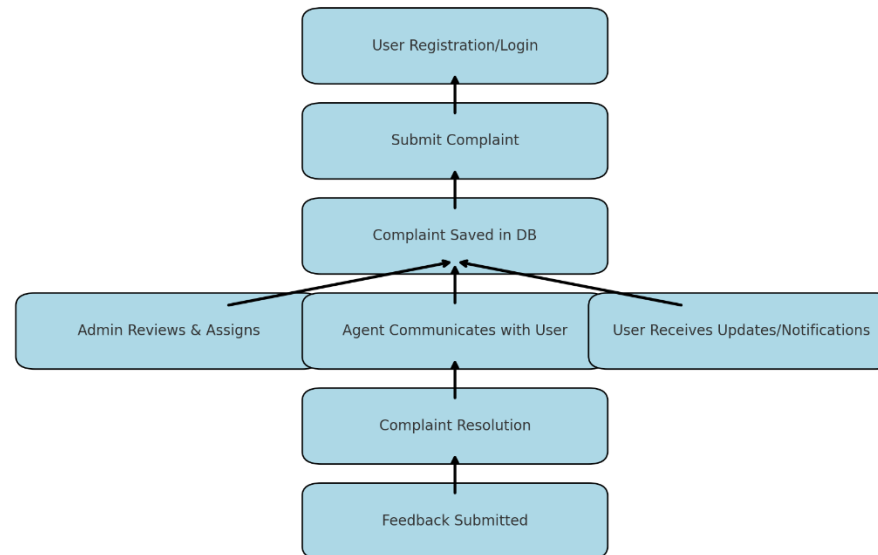 User Registration/Login
Submit Complaint
Complaint Saved in DB
Admin Reviews & Assigns
Agent Communicates with User
User Receives Updates/Notifications
Complaint Resolution
Feedback Submitted